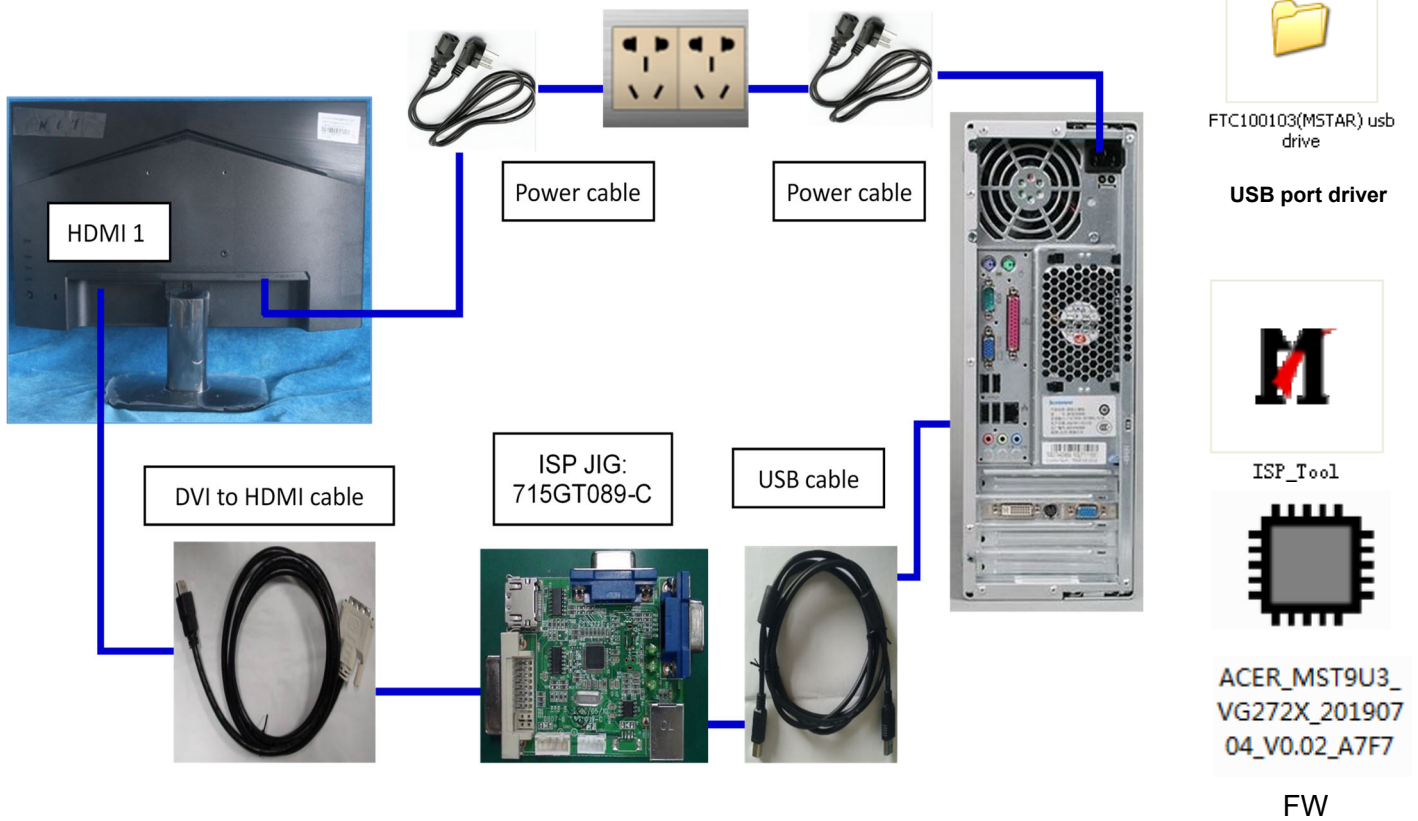 FTC100103(MSTAR) usb
drive
USB port driver
Power cable
Power cable
HDMI 1
ISP JIG:
715GT089-C
USB cable
DVI to HDMI cable
ISP_Tool
ACER_MST9U3_
VG272X_201907
04_V0.02_A7F7
FW